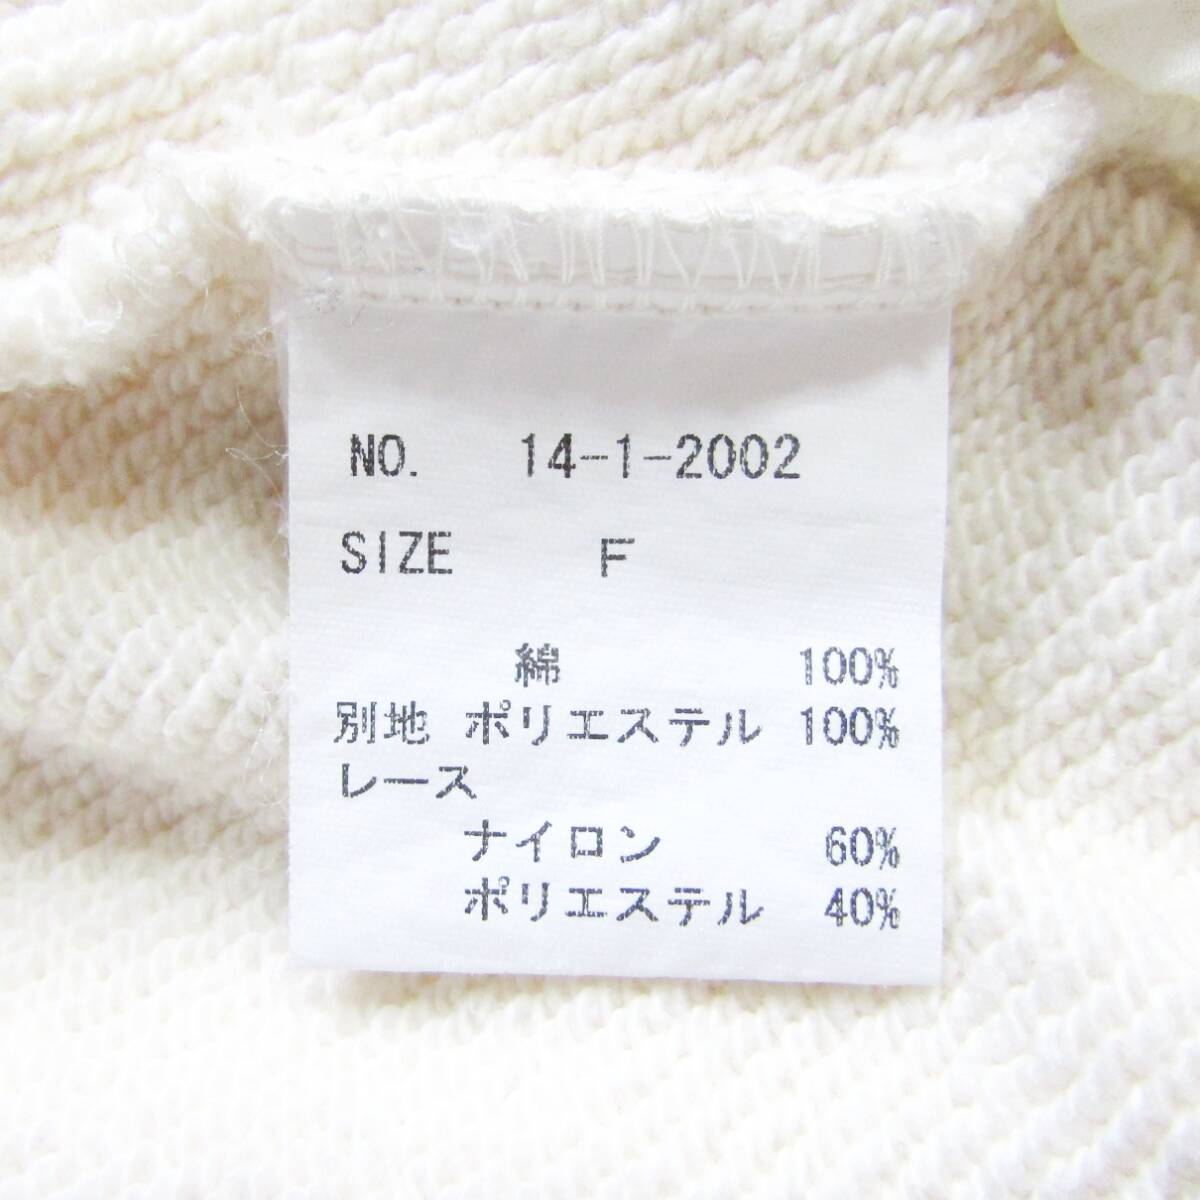 NO. 14-1-2002
SIZE F
綿 100%
別地 ポリエステル 100%
レース
ナイロン 60%
ポリエステル 40%